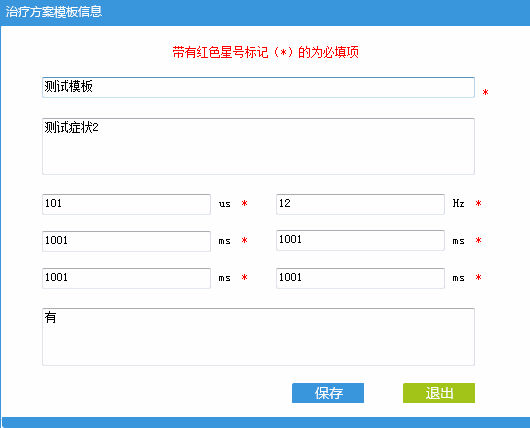 治疗方案模板信息
带有红色星号标记（*）的为必填项
测试模板 *
测试症状2
101 us * 12 Hz *
1001 ms * 1001 ms *
1001 ms * 1001 ms *
有
保存 退出